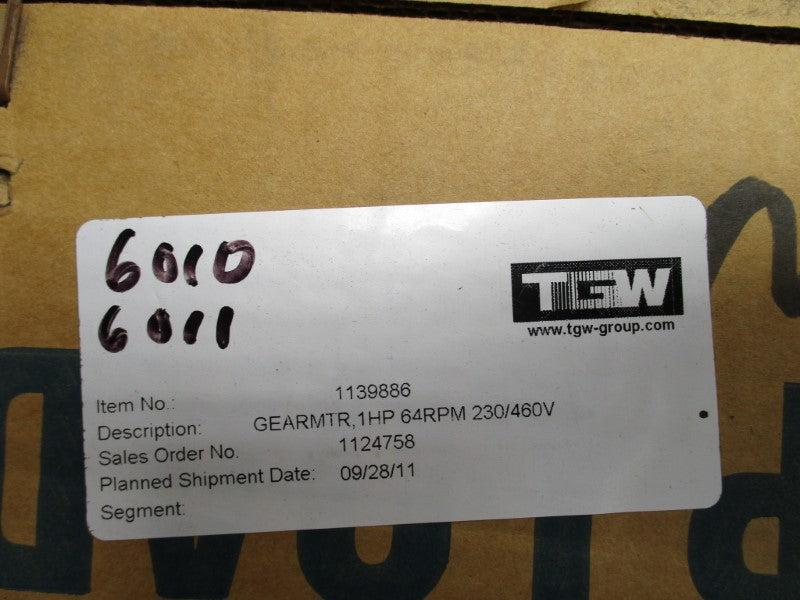 6010
6011
TGW
www.tgw-group.com
Item No.: 1139886
Description: GEARMTR,1HP 64RPM 230/460V
Sales Order No. 1124758
Planned Shipment Date: 09/28/11
Segment: